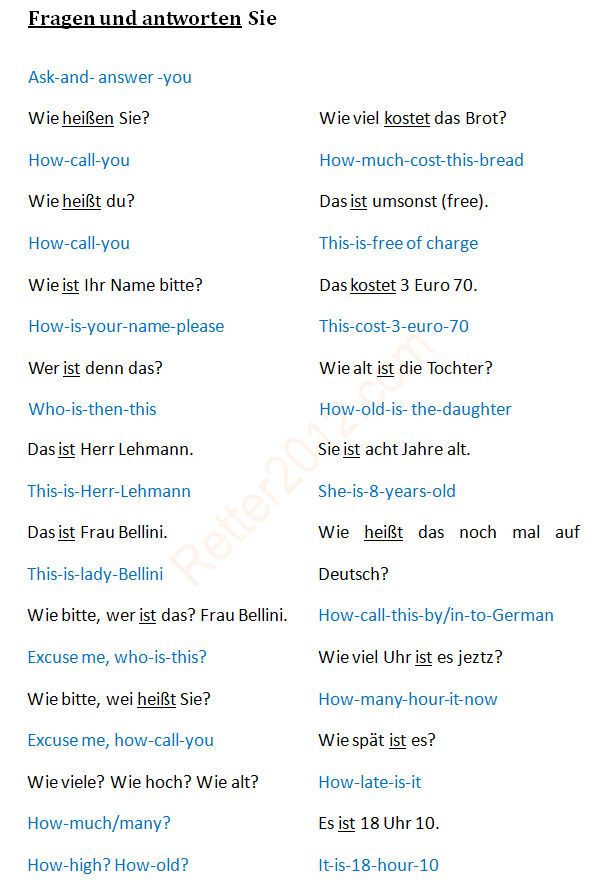 Fragen und antworten Sie
Ask-and- answer -you
Wie heißen Sie?
How-call-you
Wie heißt du?
How-call-you
Wie ist Ihr Name bitte?
How-is-your-name-please
Wer ist denn das?
Who-is-then-this
Das ist Herr Lehmann.
This-is-Herr-Lehmann
Das ist Frau Bellini.
This-is-lady-Bellini
Wie bitte, wer ist das? Frau Bellini.
Excuse me, who-is-this?
Wie bitte, wei heißt Sie?
Excuse me, how-call-you
Wie viele? Wie hoch? Wie alt?
How-much/many?
How-high? How-old?
Wie viel kostet das Brot?
How-much-cost-this-bread
Das ist umsonst (free).
This-is-free of charge
Das kostet 3 Euro 70.
This-cost-3-euro-70
Wie alt ist die Tochter?
How-old-is- the-daughter
Sie ist acht Jahre alt.
She-is-8-years-old
Wie heißt das noch mal auf
Deutsch?
How-call-this-by/in-to-German
Wie viel Uhr ist es jeztz?
How-many-hour-it-now
Wie spät ist es?
How-late-is-it
Es ist 18 Uhr 10.
It-is-18-hour-10
Retter2012.com